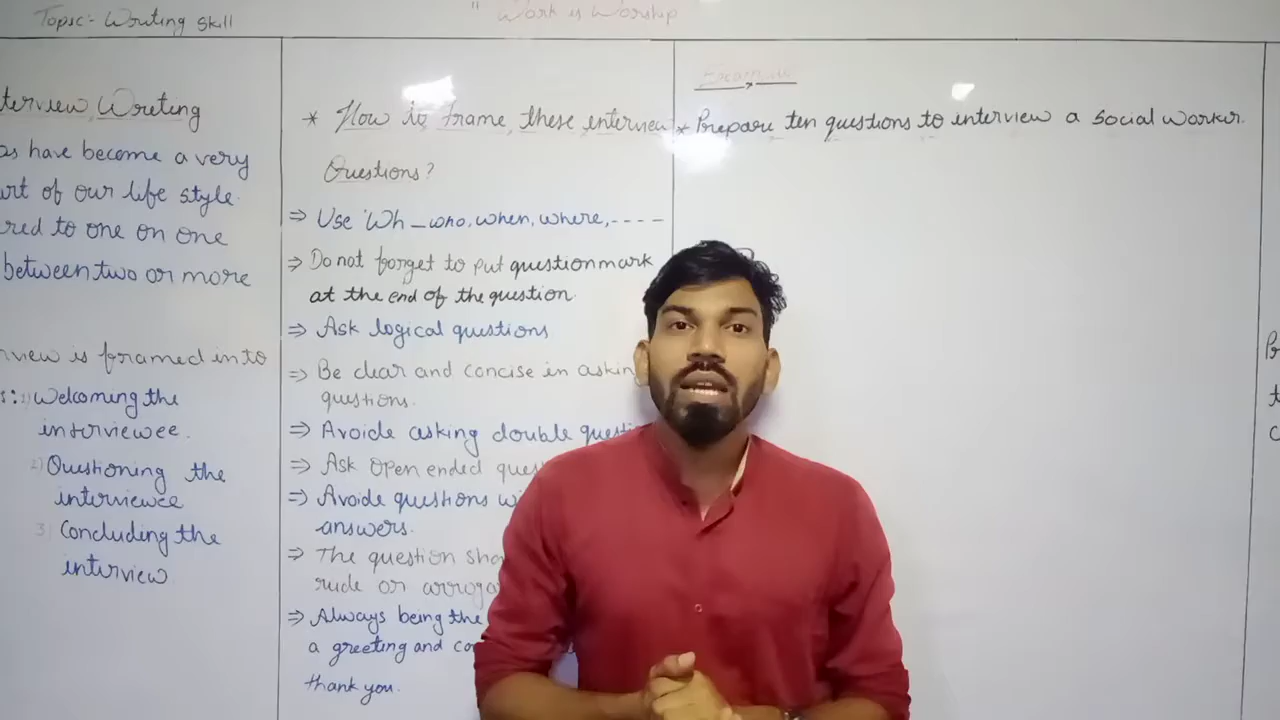 Topic:- Writing Skill
" Work is Worship
terview Writing
as have become a very
art of our life style.
red to one on one
between two or more
rview is framed into
s: 1) Welcoming the
interviewee.
2) Questioning the
interviewee
3) Concluding the
interview
* How to frame these interview
Questions?
⇒ Use 'Wh - who, when, where, - - - -
⇒ Do not forget to put question mark
at the end of the question.
⇒ Ask logical questions
⇒ Be clear and concise in askin
questions.
⇒ Avoide asking double questi
⇒ Ask open ended ques
⇒ Avoide questions wi
answers.
⇒ The question sho
rude or arroga
⇒ Always being the
a greeting and co
thank you.
Example
* Prepare ten questions to interview a social worker.